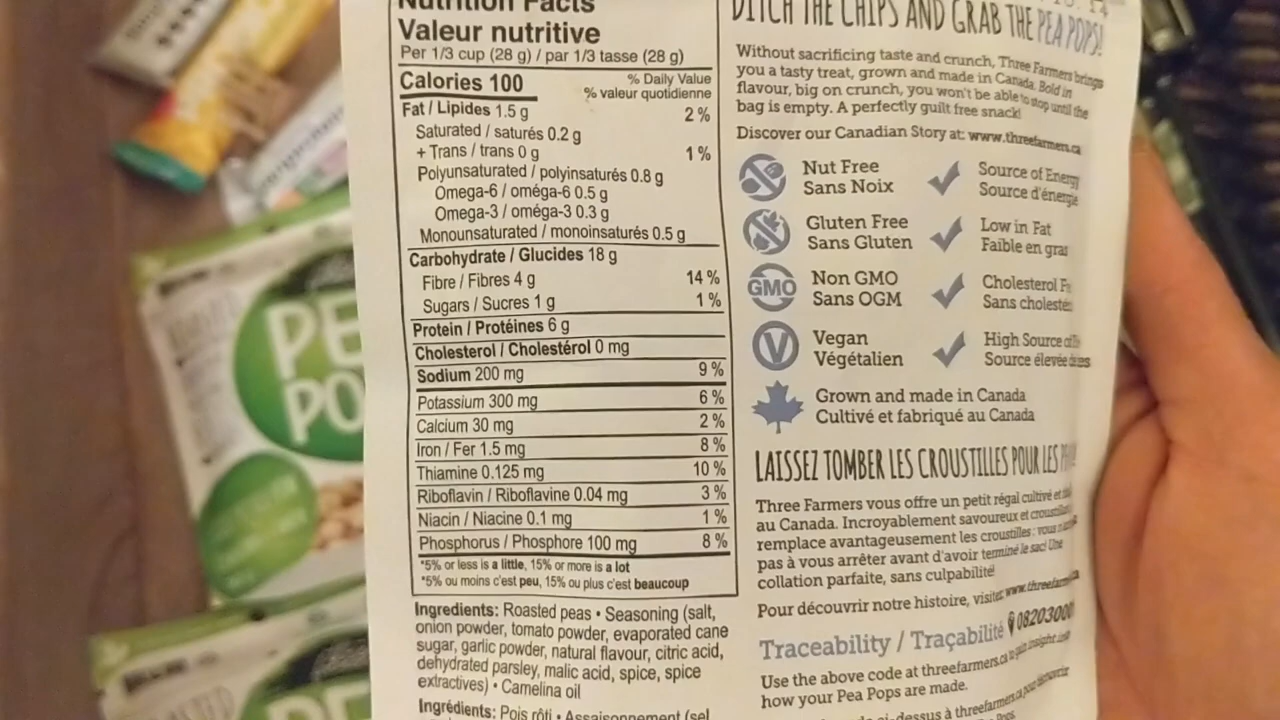 Nutrition Facts
Valeur nutritive
Per 1/3 cup (28 g) / par 1/3 tasse (28 g)
Calories 100
% Daily Value
% valeur quotidienne
Fat / Lipides 1.5 g 2 %
Saturated / saturés 0.2 g
+ Trans / trans 0 g 1 %
Polyunsaturated / polyinsaturés 0.8 g
Omega-6 / oméga-6 0.5 g
Omega-3 / oméga-3 0.3 g
Monounsaturated / monoinsaturés 0.5 g
Carbohydrate / Glucides 18 g
Fibre / Fibres 4 g 14 %
Sugars / Sucres 1 g 1 %
Protein / Protéines 6 g
Cholesterol / Cholestérol 0 mg
Sodium 200 mg 9 %
Potassium 300 mg 6 %
Calcium 30 mg 2 %
Iron / Fer 1.5 mg 8 %
Thiamine 0.125 mg 10 %
Riboflavin / Riboflavine 0.04 mg 3 %
Niacin / Niacine 0.1 mg 1 %
Phosphorus / Phosphore 100 mg 8 %
*5% or less is a little, 15% or more is a lot
*5% ou moins c'est peu, 15% ou plus c'est beaucoup
Ingredients: Roasted peas • Seasoning (salt,
onion powder, tomato powder, evaporated cane
sugar, garlic powder, natural flavour, citric acid,
dehydrated parsley, malic acid, spice, spice
extractives) • Camelina oil
Ingrédients: Pois rôti • Assaisonnement (sel
DITCH THE CHIPS AND GRAB THE PEA POPS!
Without sacrificing taste and crunch, Three Farmers brings
you a tasty treat, grown and made in Canada. Bold in
flavour, big on crunch, you won't be able to stop until the
bag is empty. A perfectly guilt free snack!
Discover our Canadian Story at: www.threefarmers.ca
Nut Free
Sans Noix
Source of Energy
Source d'énergie
Gluten Free
Sans Gluten
Low in Fat
Faible en gras
GMO
Non GMO
Sans OGM
Cholesterol
Sans
V
Vegan
Végétalien
High Source of
Source élevée
Grown and made in Canada
Cultivé et fabriqué au Canada
LAISSEZ TOMBER LES CROUSTILLES POUR LES
Three Farmers vous offre un petit régal cultivé et
au Canada. Incroyablement savoureux et
remplace avantageusement les croustilles : vous
pas à vous arrêter avant d'avoir terminé le sac! Une
collation parfaite, sans culpabilité!
Pour découvrir notre histoire, visitez
Traceability / Traçabilité
Use the above code at threefarmers.ca to gain insight into
how your Pea Pops are made.
ci-dessus à threefarmers.ca pour
PE
PO
PE